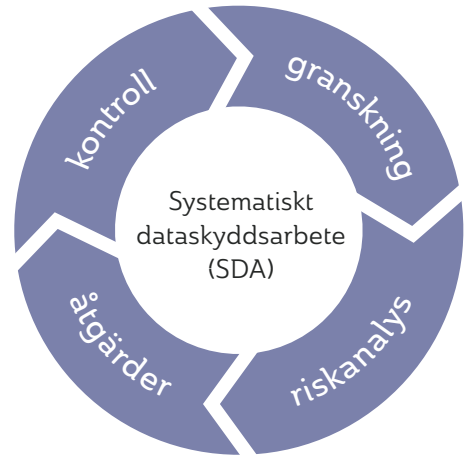 kontroll
granskning
Systematiskt
dataskyddsarbete
(SDA)
åtgärder
riskanalys